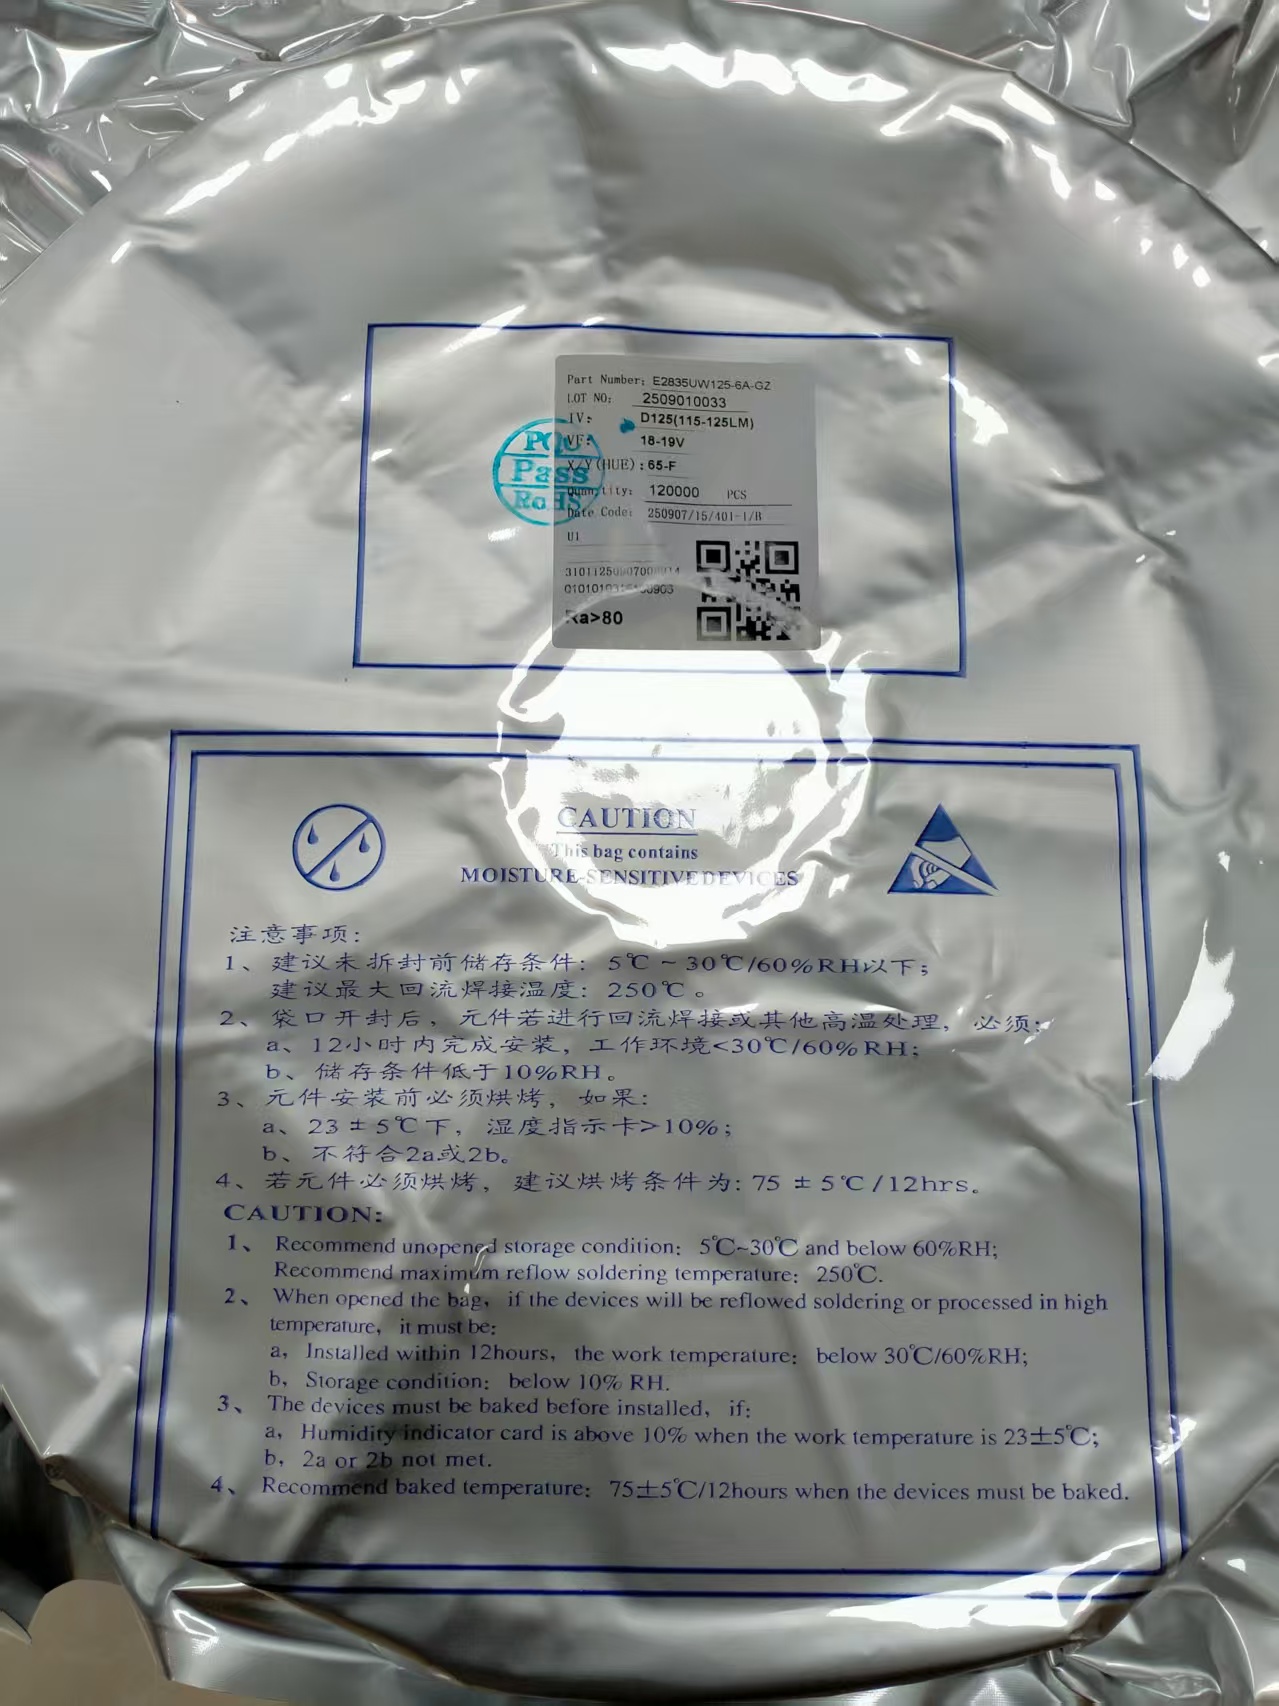 Part Number: E2835UW125-6A-GZ
LOT NO: 2509010033
IV: D125(115-125LM)
VF: 18-19V
X/Y(HUE): 65-F
Quantity: 120000 PCS
Date Code: 250907/15/401-1/B
U1
Ra>80
Pass
RoHS
CAUTION
This bag contains
MOISTURE-SENSITIVE DEVICES
注意事项:
1、建议未拆封前储存条件: 5℃~30℃/60%RH以下;
建议最大回流焊接温度: 250℃。
2、袋口开封后, 元件若进行回流焊接或其他高温处理, 必须:
a、12小时内完成安装, 工作环境<30℃/60%RH;
b、储存条件低于10%RH。
3、元件安装前必须烘烤, 如果:
a、23±5℃下, 湿度指示卡>10%;
b、不符合2a或2b。
4、若元件必须烘烤, 建议烘烤条件为: 75±5℃/12hrs。
CAUTION:
1、Recommend unopened storage condition: 5℃~30℃ and below 60%RH;
Recommend maximum reflow soldering temperature: 250℃.
2、When opened the bag, if the devices will be reflowed soldering or processed in high
temperature, it must be:
a, Installed within 12hours, the work temperature: below 30℃/60%RH;
b, Storage condition: below 10% RH.
3、The devices must be baked before installed, if:
a, Humidity indicator card is above 10% when the work temperature is 23±5℃;
b, 2a or 2b not met.
4、Recommend baked temperature: 75±5℃/12hours when the devices must be baked.